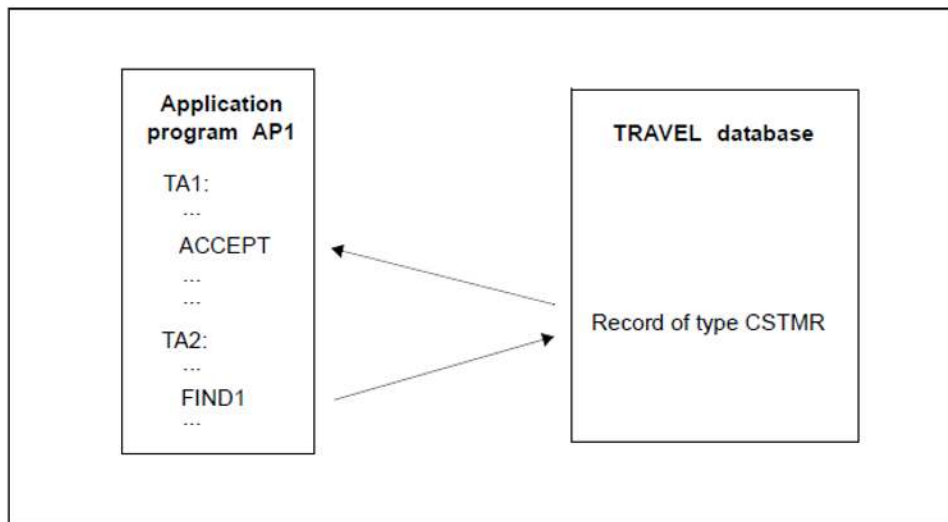 Application
program AP1
TA1:
...
ACCEPT
...
...
TA2:
...
FIND1
...
TRAVEL database
Record of type CSTMR